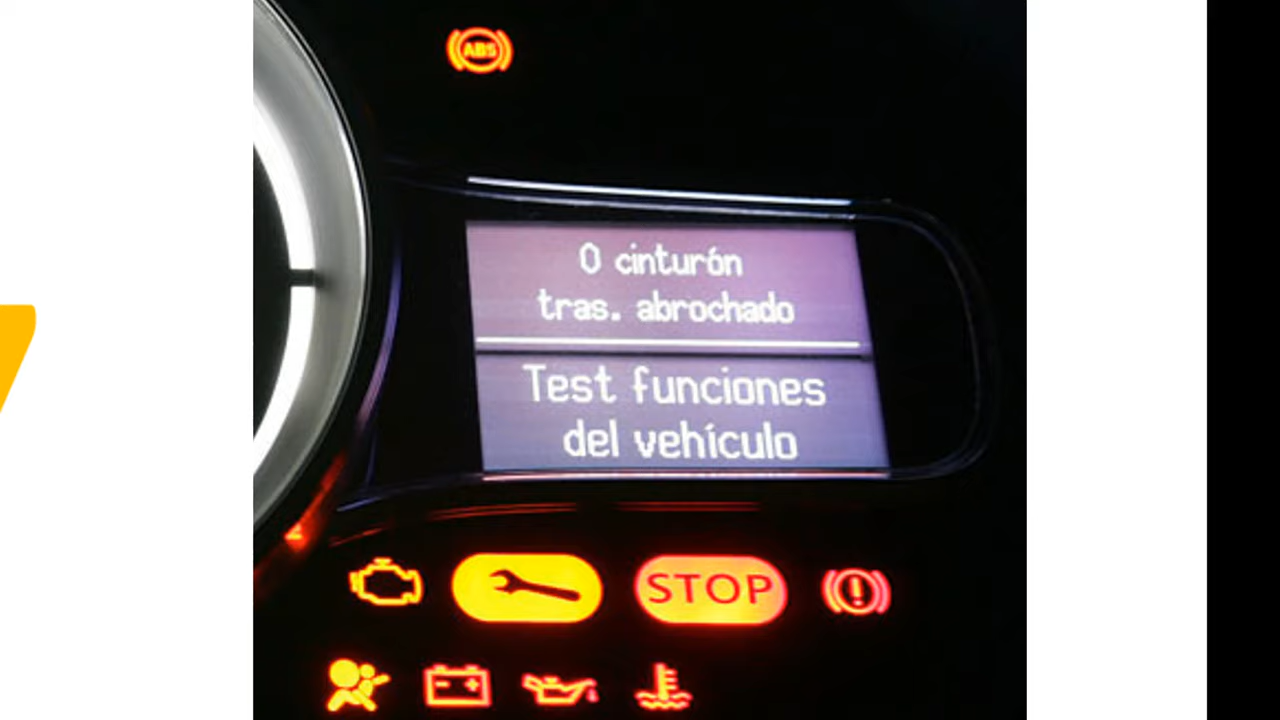 ABS
0 cinturón
tras. abrochado
Test funciones
del vehículo
STOP